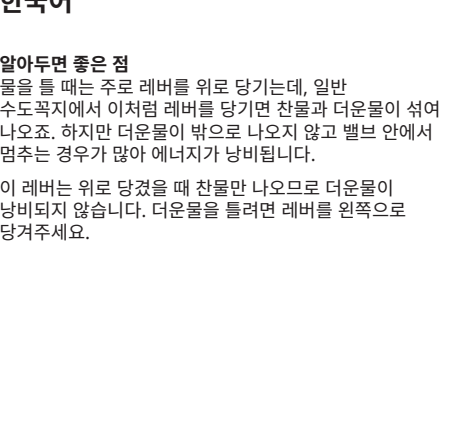 한국어
알아두면 좋은 점
물을 틀 때는 주로 레버를 위로 당기는데, 일반
수도꼭지에서 이처럼 레버를 당기면 찬물과 더운물이 섞여
나오죠. 하지만 더운물이 밖으로 나오지 않고 밸브 안에서
멈추는 경우가 많아 에너지가 낭비됩니다.
이 레버는 위로 당겼을 때 찬물만 나오므로 더운물이
낭비되지 않습니다. 더운물을 틀려면 레버를 왼쪽으로
당겨주세요.